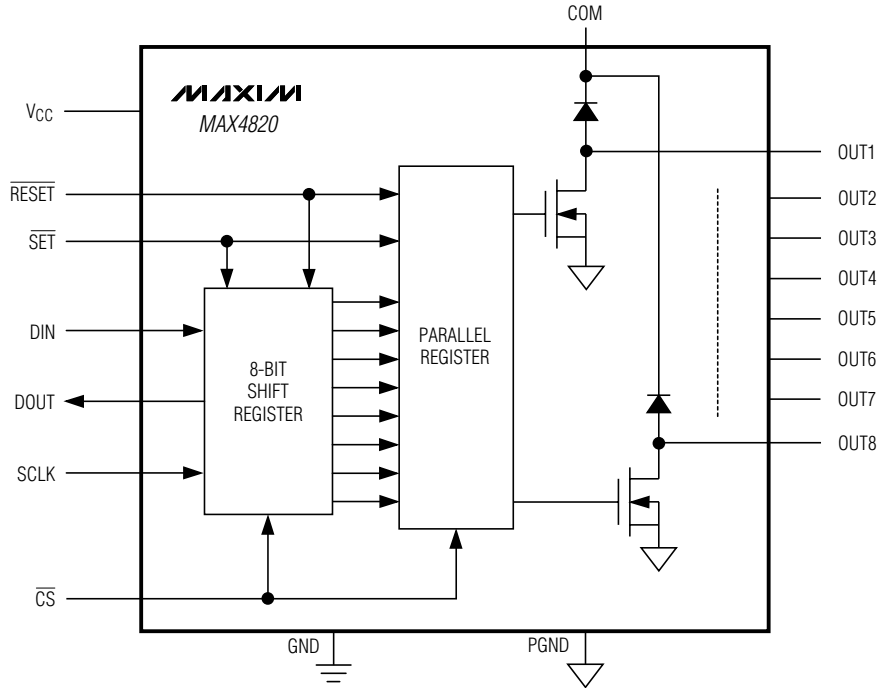 COM
MAXIM
MAX4820
VCC
RESET
SET
DIN
DOUT
SCLK
CS
8-BIT
SHIFT
REGISTER
PARALLEL
REGISTER
OUT1
OUT2
OUT3
OUT4
OUT5
OUT6
OUT7
OUT8
GND
PGND